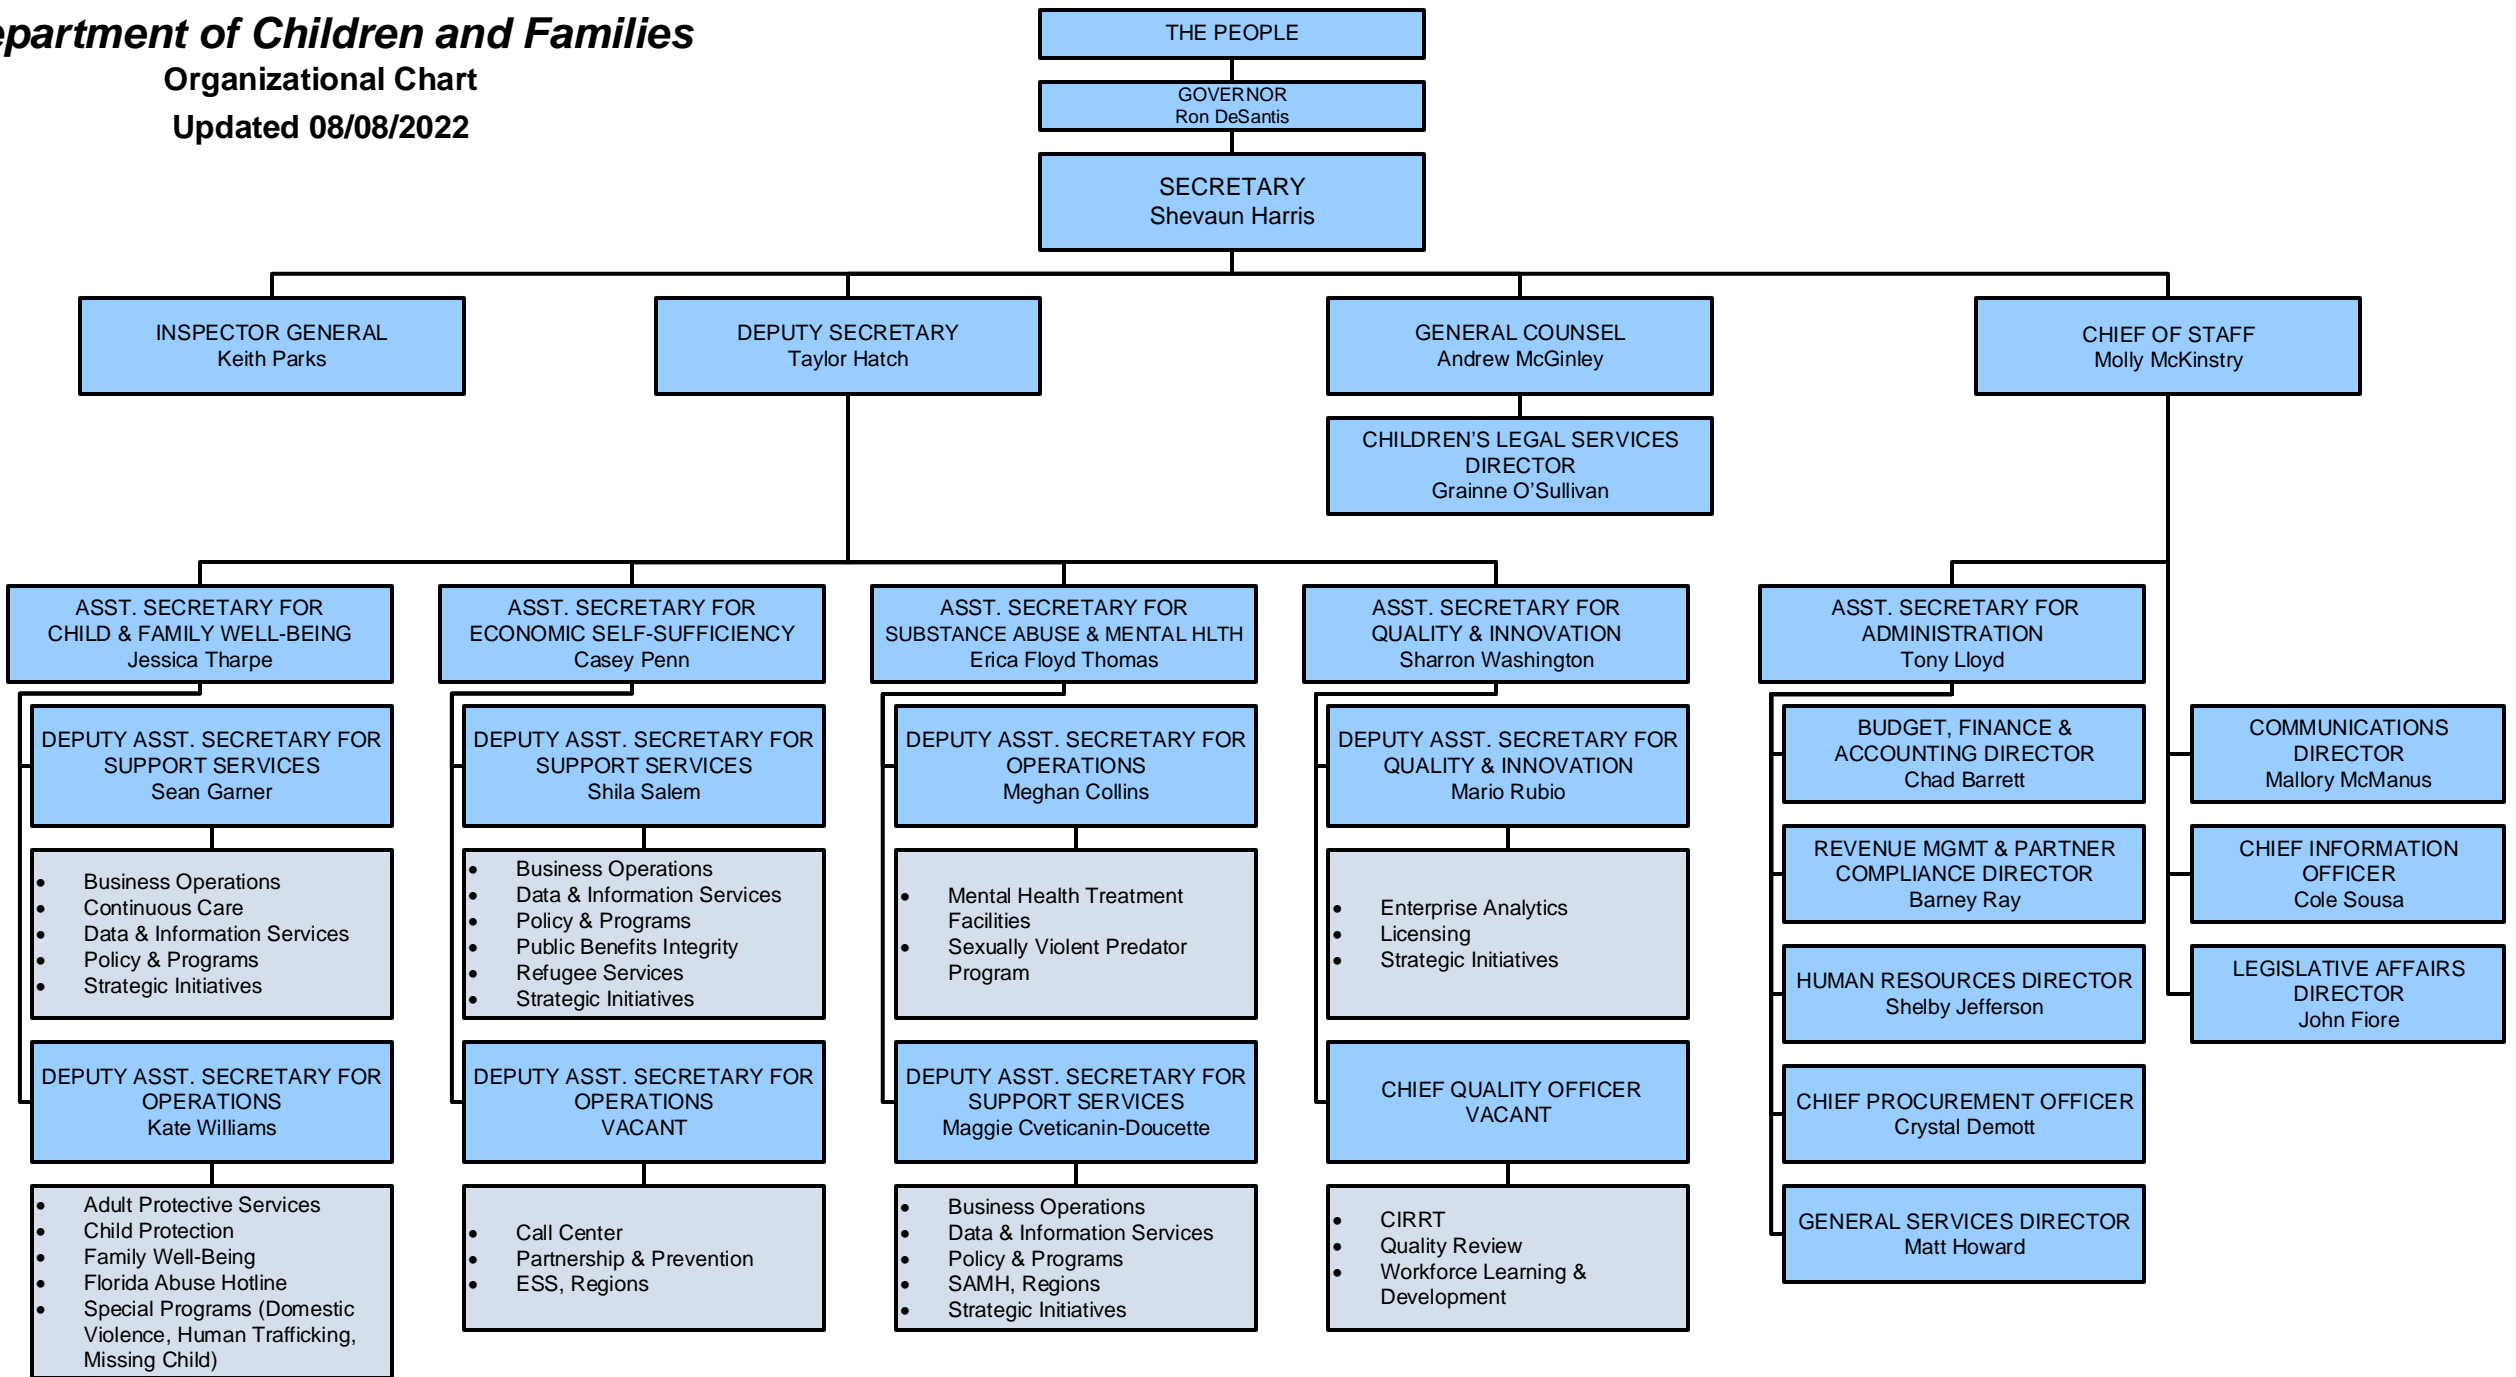 epartment of Children and Families
Organizational Chart
Updated 08/08/2022
THE PEOPLE
GOVERNOR
Ron DeSantis
SECRETARY
Shevaun Harris
INSPECTOR GENERAL
Keith Parks
DEPUTY SECRETARY
Taylor Hatch
GENERAL COUNSEL
Andrew McGinley
CHIEF OF STAFF
Molly McKinstry
CHILDREN’S LEGAL SERVICES
DIRECTOR
Grainne O’Sullivan
ASST. SECRETARY FOR
CHILD & FAMILY WELL-BEING
Jessica Tharpe
DEPUTY ASST. SECRETARY FOR
SUPPORT SERVICES
Sean Garner
• Business Operations
• Continuous Care
• Data & Information Services
• Policy & Programs
• Strategic Initiatives
DEPUTY ASST. SECRETARY FOR
OPERATIONS
Kate Williams
• Adult Protective Services
• Child Protection
• Family Well-Being
• Florida Abuse Hotline
• Special Programs (Domestic
Violence, Human Trafficking,
Missing Child)
ASST. SECRETARY FOR
ECONOMIC SELF-SUFFICIENCY
Casey Penn
DEPUTY ASST. SECRETARY FOR
SUPPORT SERVICES
Shila Salem
• Business Operations
• Data & Information Services
• Policy & Programs
• Public Benefits Integrity
• Refugee Services
• Strategic Initiatives
DEPUTY ASST. SECRETARY FOR
OPERATIONS
VACANT
• Call Center
• Partnership & Prevention
• ESS, Regions
ASST. SECRETARY FOR
SUBSTANCE ABUSE & MENTAL HLTH
Erica Floyd Thomas
DEPUTY ASST. SECRETARY FOR
OPERATIONS
Meghan Collins
• Mental Health Treatment
Facilities
• Sexually Violent Predator
Program
DEPUTY ASST. SECRETARY FOR
SUPPORT SERVICES
Maggie Cveticanin-Doucette
• Business Operations
• Data & Information Services
• Policy & Programs
• SAMH, Regions
• Strategic Initiatives
ASST. SECRETARY FOR
QUALITY & INNOVATION
Sharron Washington
DEPUTY ASST. SECRETARY FOR
QUALITY & INNOVATION
Mario Rubio
• Enterprise Analytics
• Licensing
• Strategic Initiatives
CHIEF QUALITY OFFICER
VACANT
• CIRRT
• Quality Review
• Workforce Learning &
Development
ASST. SECRETARY FOR
ADMINISTRATION
Tony Lloyd
BUDGET, FINANCE &
ACCOUNTING DIRECTOR
Chad Barrett
REVENUE MGMT & PARTNER
COMPLIANCE DIRECTOR
Barney Ray
HUMAN RESOURCES DIRECTOR
Shelby Jefferson
CHIEF PROCUREMENT OFFICER
Crystal Demott
GENERAL SERVICES DIRECTOR
Matt Howard
COMMUNICATIONS
DIRECTOR
Mallory McManus
CHIEF INFORMATION
OFFICER
Cole Sousa
LEGISLATIVE AFFAIRS
DIRECTOR
John Fiore